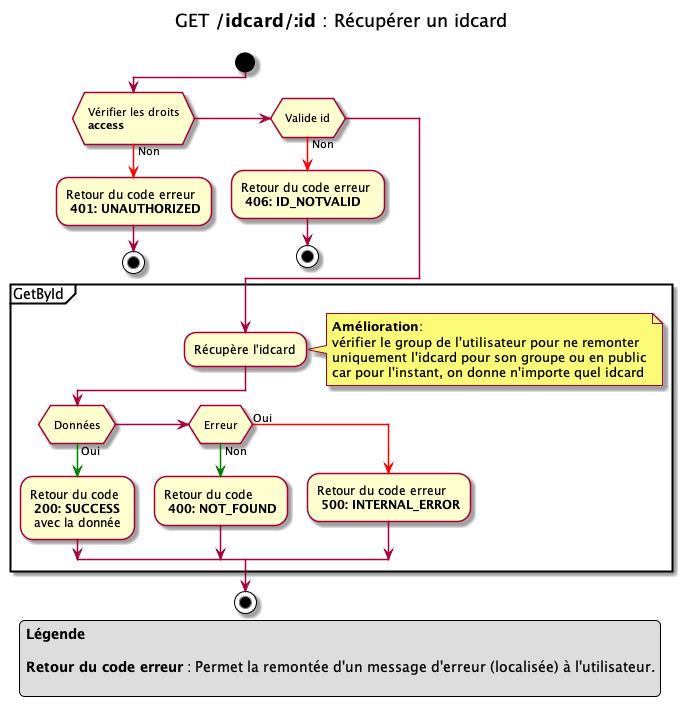 GET /idcard/:id : Récupérer un idcard
Vérifier les droits
access
Valide id
Non
Non
Retour du code erreur
401: UNAUTHORIZED
Retour du code erreur
406: ID_NOTVALID
GetById
Récupère l'idcard
Amélioration:
vérifier le group de l'utilisateur pour ne remonter
uniquement l'idcard pour son groupe ou en public
car pour l'instant, on donne n'importe quel idcard
Données
Erreur
Oui
Oui
Non
Retour du code
200: SUCCESS
avec la donnée
Retour du code
400: NOT_FOUND
Retour du code erreur
500: INTERNAL_ERROR
Légende
Retour du code erreur : Permet la remontée d'un message d'erreur (localisée) à l'utilisateur.